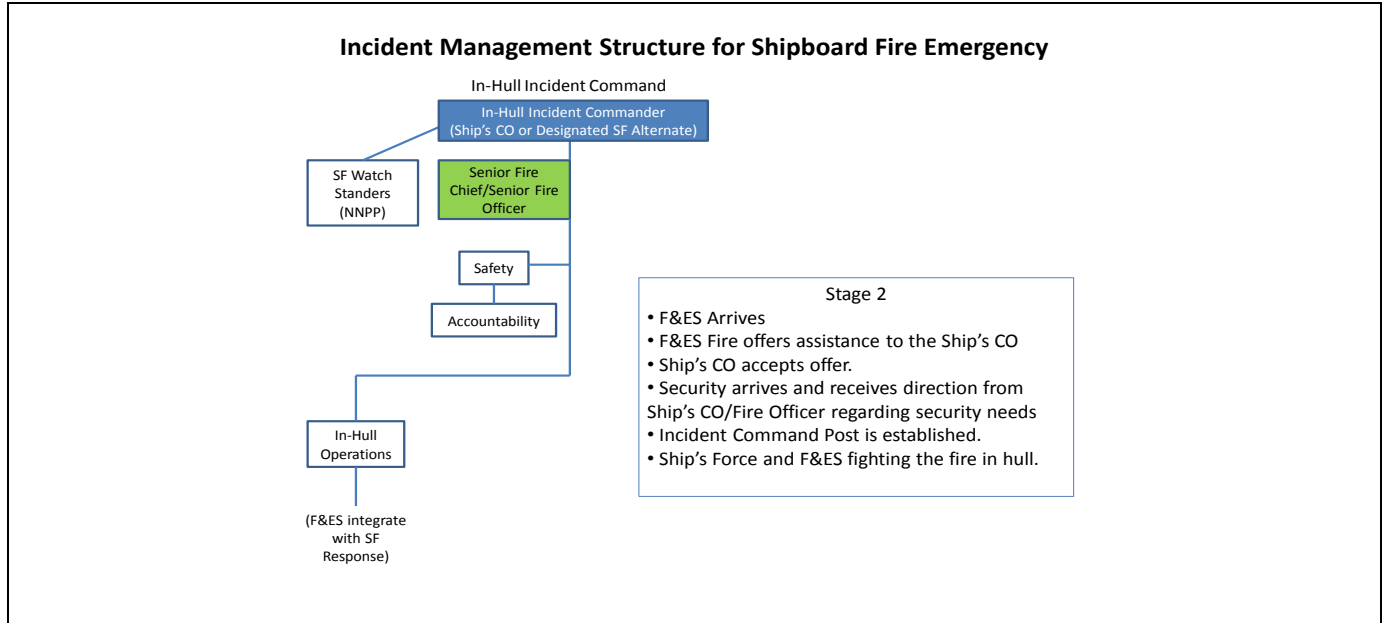 Incident Management Structure for Shipboard Fire Emergency
In-Hull Incident Command
In-Hull Incident Commander
(Ship's CO or Designated SF Alternate)
SF Watch
Standers
(NNPP)
Senior Fire
Chief/Senior Fire
Officer
Safety
Accountability
Stage 2
• F&ES Arrives
• F&ES Fire offers assistance to the Ship's CO
• Ship's CO accepts offer.
• Security arrives and receives direction from
Ship's CO/Fire Officer regarding security needs
• Incident Command Post is established.
• Ship's Force and F&ES fighting the fire in hull.
In-Hull
Operations
(F&ES integrate
with SF
Response)